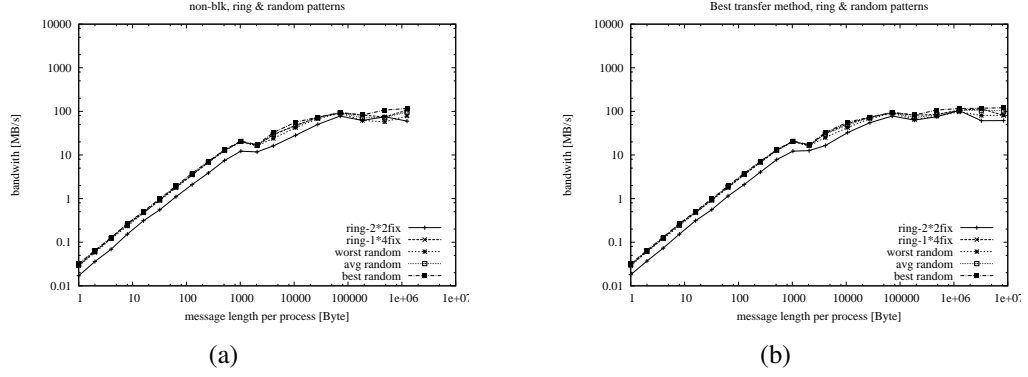 non-blk, ring & random patterns
10000
1000
100
10
1
0.1
0.01
bandwith [MB/s]
ring-2*2fix
ring-1*4fix
worst random
avg random
best random
1 10 100 1000 10000 100000 1e+06 1e+07
message length per process [Byte]
(a)
Best transfer method, ring & random patterns
10000
1000
100
10
1
0.1
0.01
bandwith [MB/s]
ring-2*2fix
ring-1*4fix
worst random
avg random
best random
1 10 100 1000 10000 100000 1e+06 1e+07
message length per process [Byte]
(b)